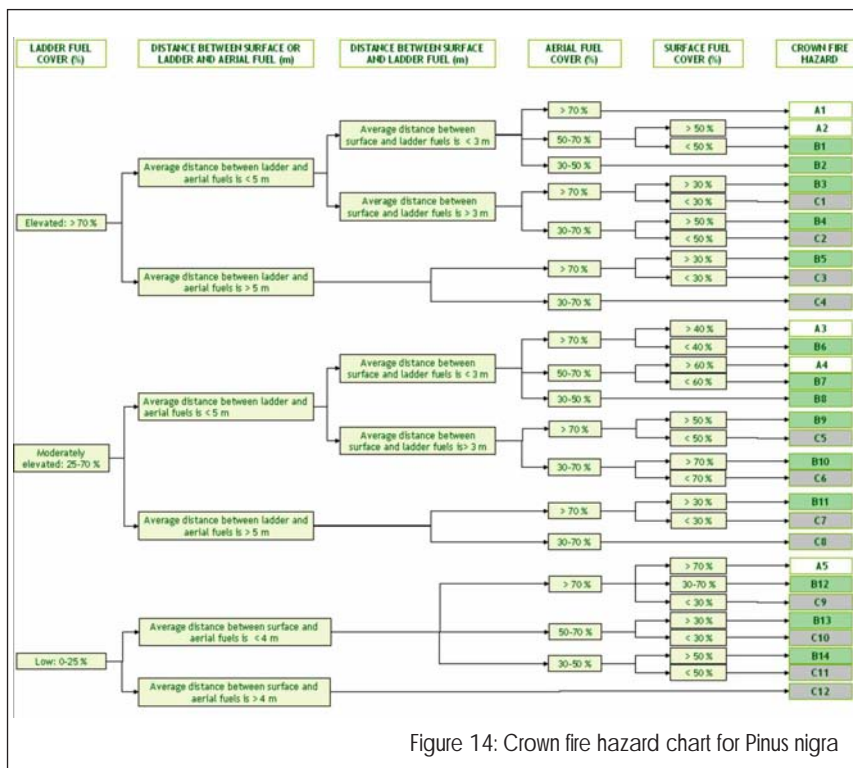 LADDER FUEL
COVER (%)
DISTANCE BETWEEN SURFACE OR
LADDER AND AERIAL FUEL (m)
DISTANCE BETWEEN SURFACE
AND LADDER FUEL (m)
AERIAL FUEL
COVER (%)
SURFACE FUEL
COVER (%)
CROWN FIRE
HAZARD
Elevated: > 70 %
Average distance between ladder and
aerial fuels is < 5 m
Average distance between
surface and ladder fuels is < 3 m
> 70 %
A1
50-70 %
> 50 %
A2
< 50 %
B1
30-50 %
B2
Average distance between
surface and ladder fuels is > 3 m
> 70 %
> 30 %
B3
< 30 %
C1
30-70 %
> 50 %
B4
< 50 %
C2
Average distance between ladder and
aerial fuels is > 5 m
> 70 %
> 30 %
B5
< 30 %
C3
30-70 %
C4
Moderately
elevated: 25-70 %
Average distance between ladder and
aerial fuels is < 5 m
Average distance between
surface and ladder fuels is < 3 m
> 70 %
> 40 %
A3
< 40 %
B6
50-70 %
> 60 %
A4
< 60 %
B7
30-50 %
B8
Average distance between
surface and ladder fuels is> 3 m
> 70 %
> 50 %
B9
< 50 %
C5
30-70 %
> 70 %
B10
< 70 %
C6
Average distance between ladder and
aerial fuels is > 5 m
> 70 %
> 30 %
B11
< 30 %
C7
30-70 %
C8
Low: 0-25 %
Average distance between surface and
aerial fuels is < 4 m
> 70 %
> 70 %
A5
30-70 %
B12
< 30 %
C9
50-70 %
> 30 %
B13
< 30 %
C10
30-50 %
> 50 %
B14
< 50 %
C11
Average distance between surface and
aerial fuels is > 4 m
C12
Figure 14: Crown fire hazard chart for Pinus nigra